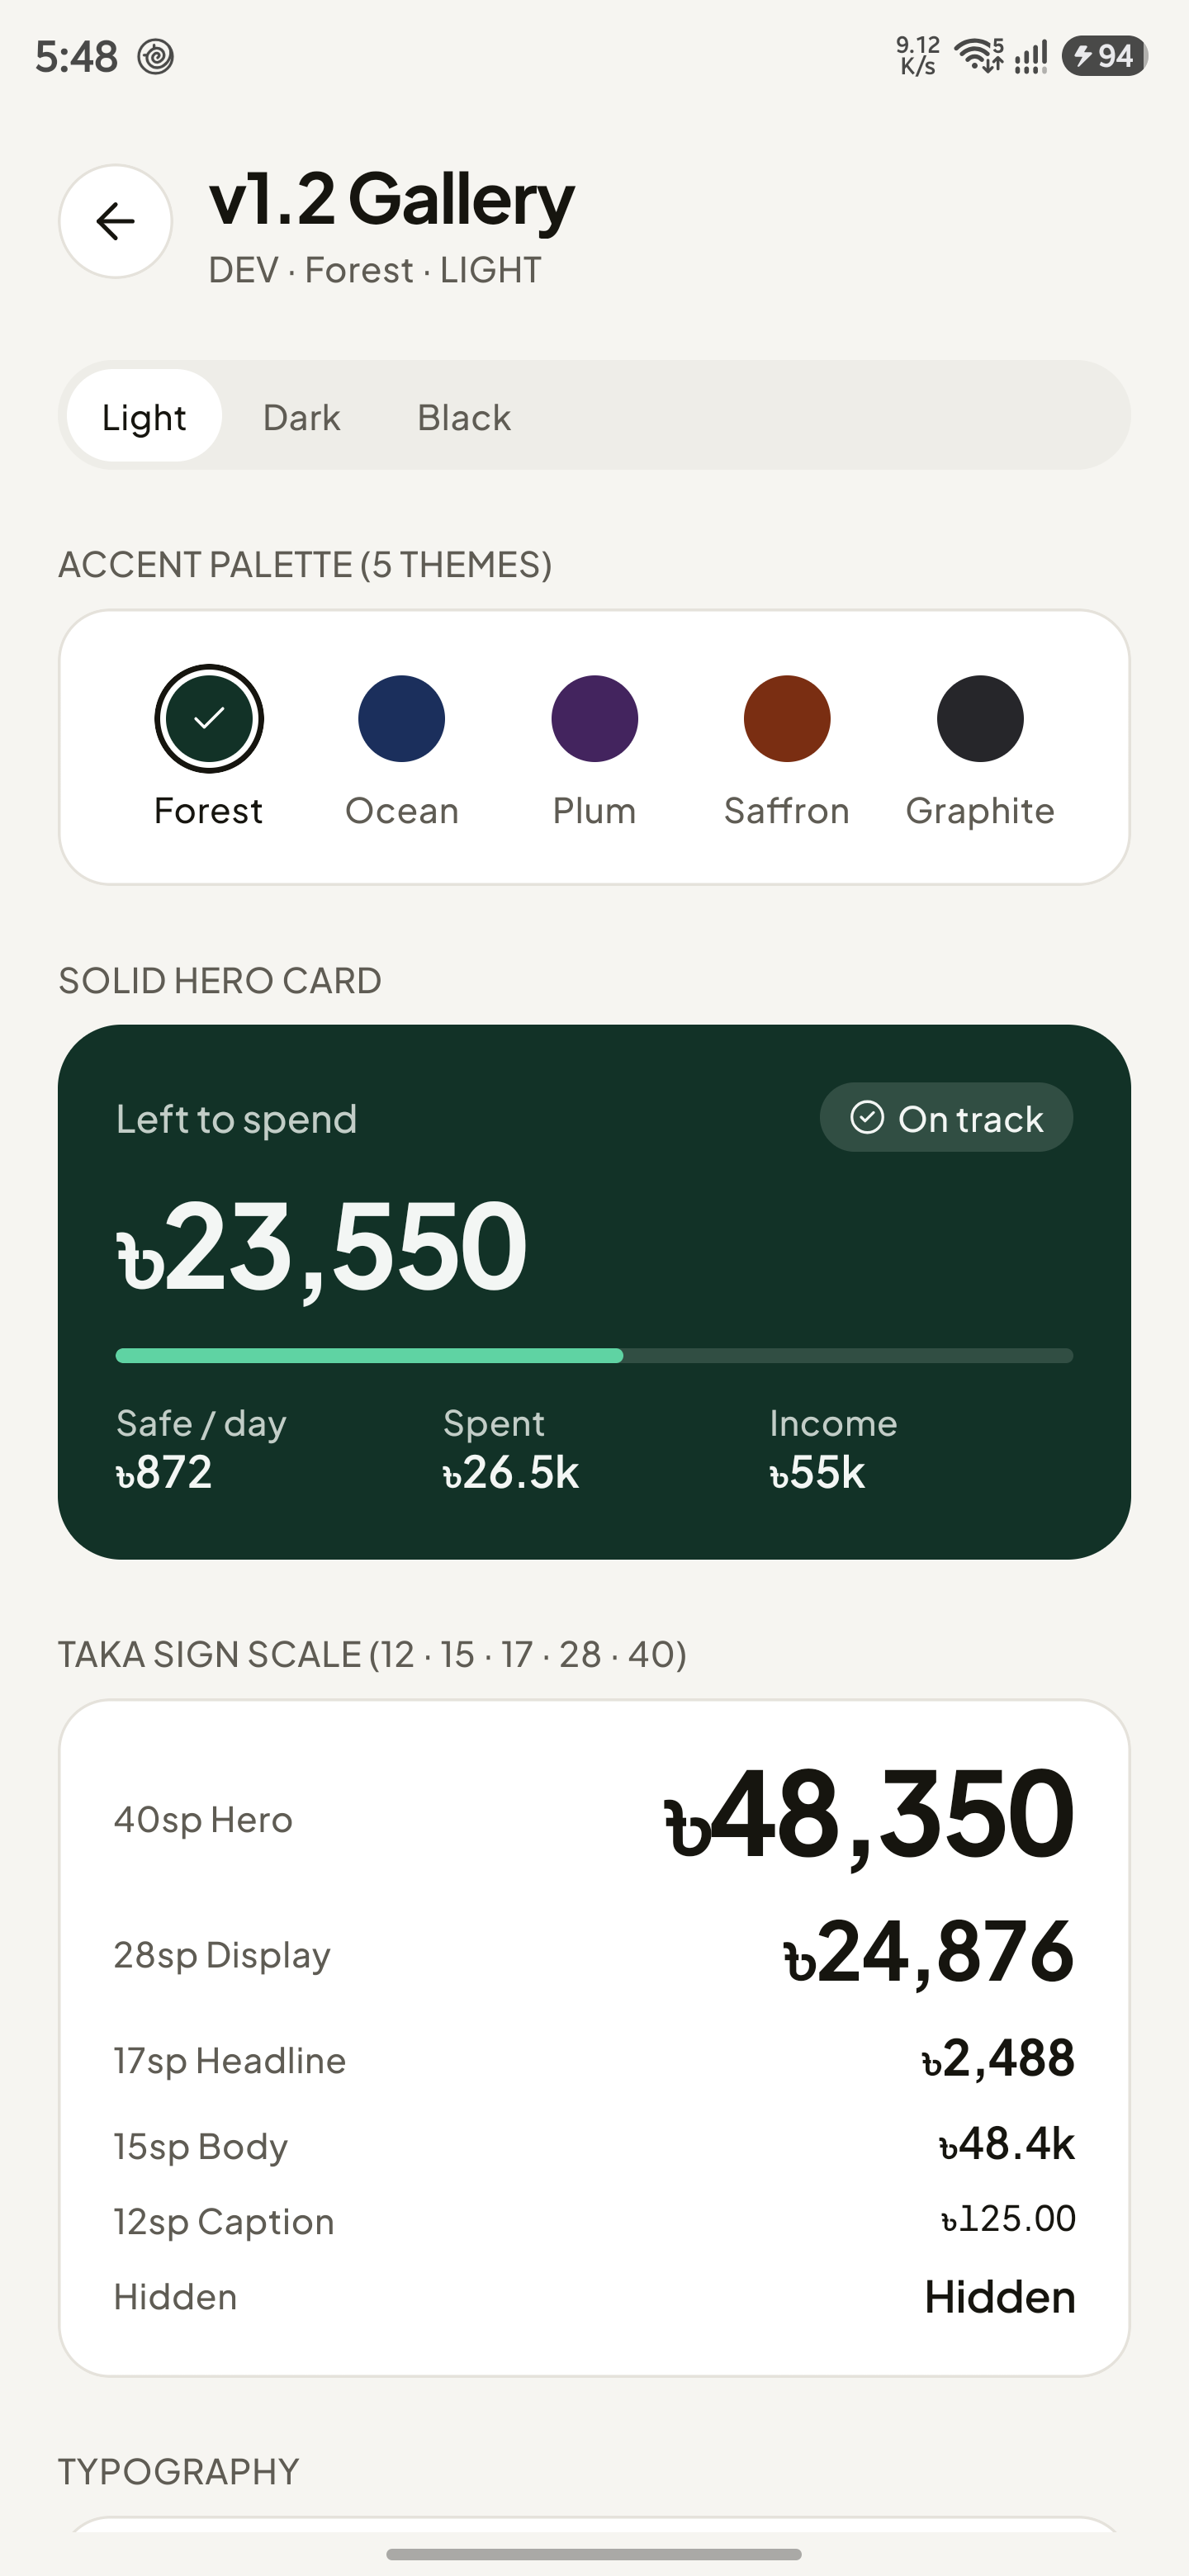 5:48
9.12 K/s 5 94
v1.2 Gallery
DEV · Forest · LIGHT
Light Dark Black
ACCENT PALETTE (5 THEMES)
Forest Ocean Plum Saffron Graphite
SOLID HERO CARD
Left to spend On track
৳23,550
Safe / day Spent Income
৳872 ৳26.5k ৳55k
TAKA SIGN SCALE (12 · 15 · 17 · 28 · 40)
40sp Hero ৳48,350
28sp Display ৳24,876
17sp Headline ৳2,488
15sp Body ৳48.4k
12sp Caption ৳125.00
Hidden Hidden
TYPOGRAPHY